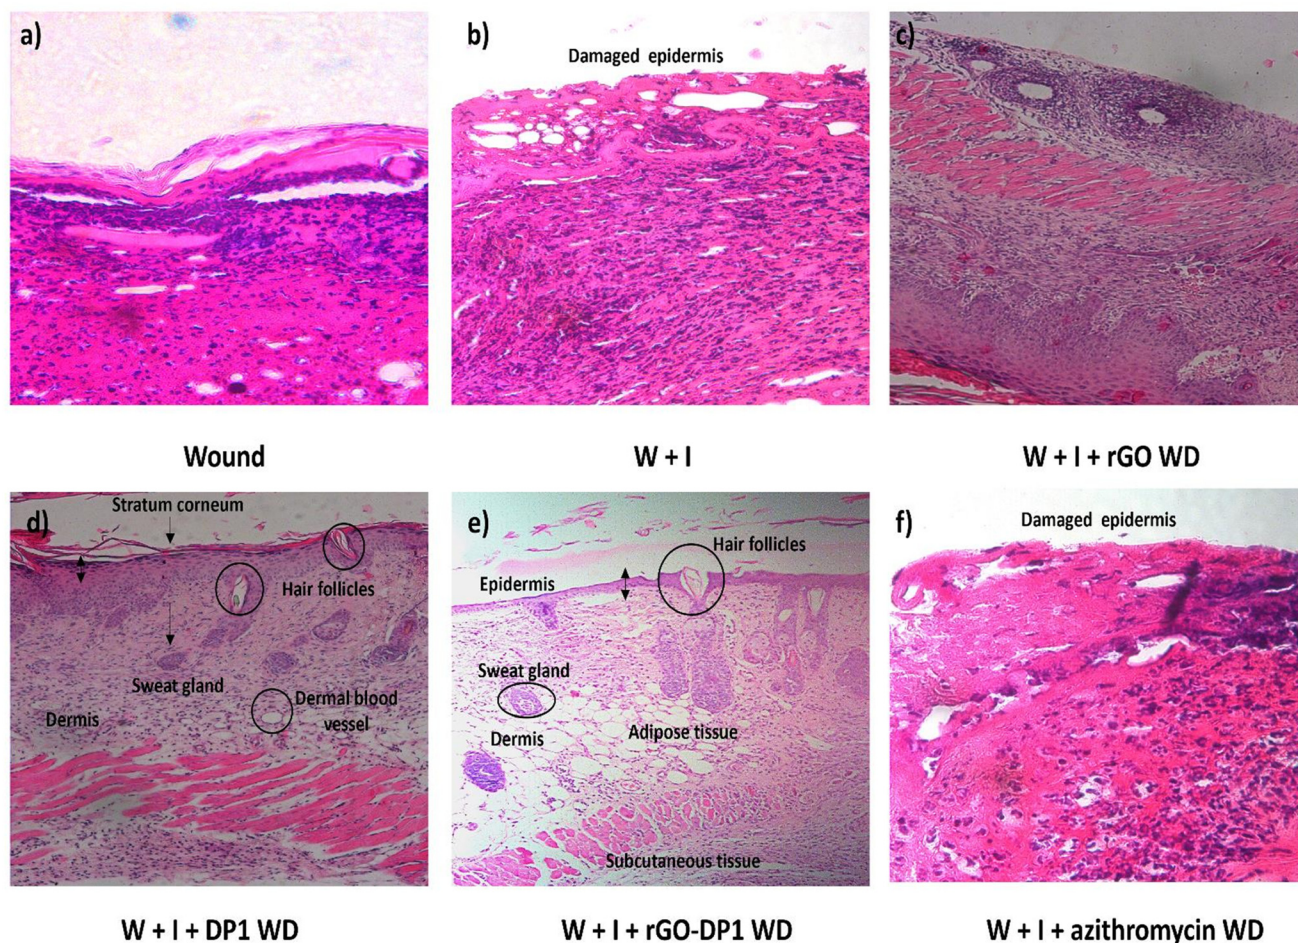 a)
b)
Damaged epidermis
c)
Wound
W + I
W + I + rGO WD
d)
Stratum corneum
Hair follicles
Sweat gland
Dermal blood
vessel
Dermis
e)
Hair follicles
Epidermis
Sweat gland
Dermis
Adipose tissue
Subcutaneous tissue
f)
Damaged epidermis
W + I + DP1 WD
W + I + rGO-DP1 WD
W + I + azithromycin WD